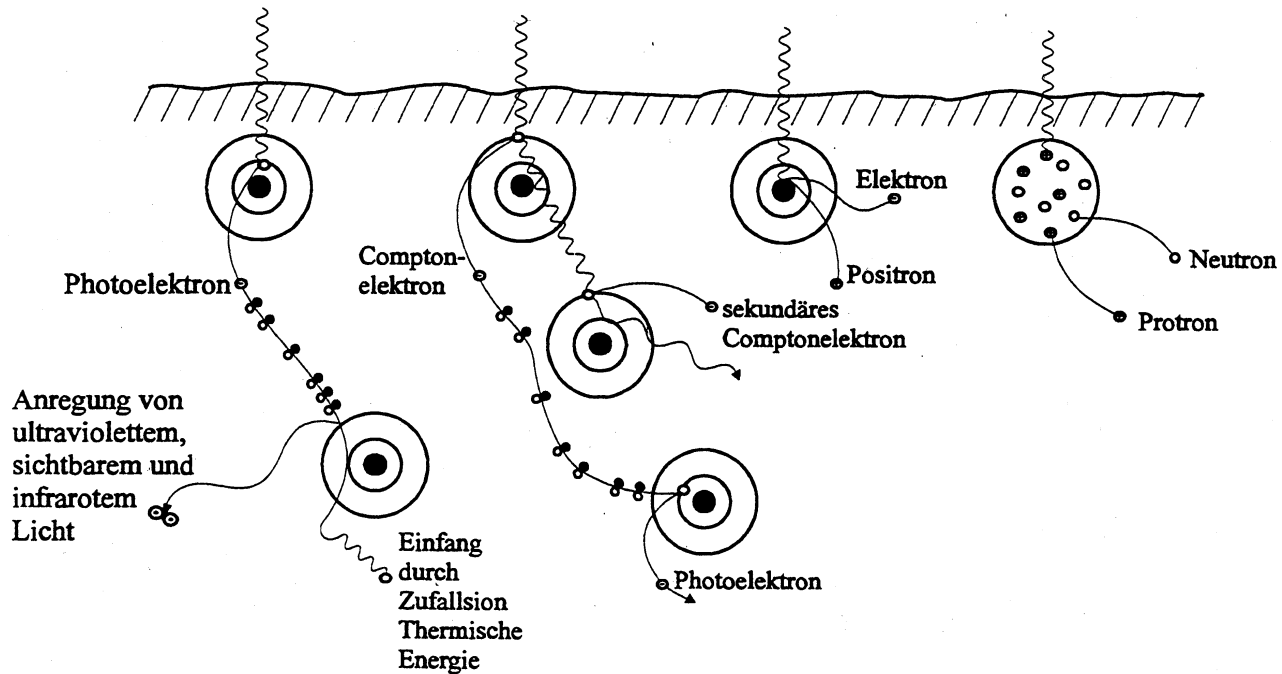 Elektron
Compton-
elektron
Neutron
Photoelektron
Positron
sekundäres
Comptonelektron
Protron
Anregung von
ultraviolettem,
sichtbarem und
infrarotem
Licht
Einfang
durch
Zufallsion
Thermische
Energie
Photoelektron